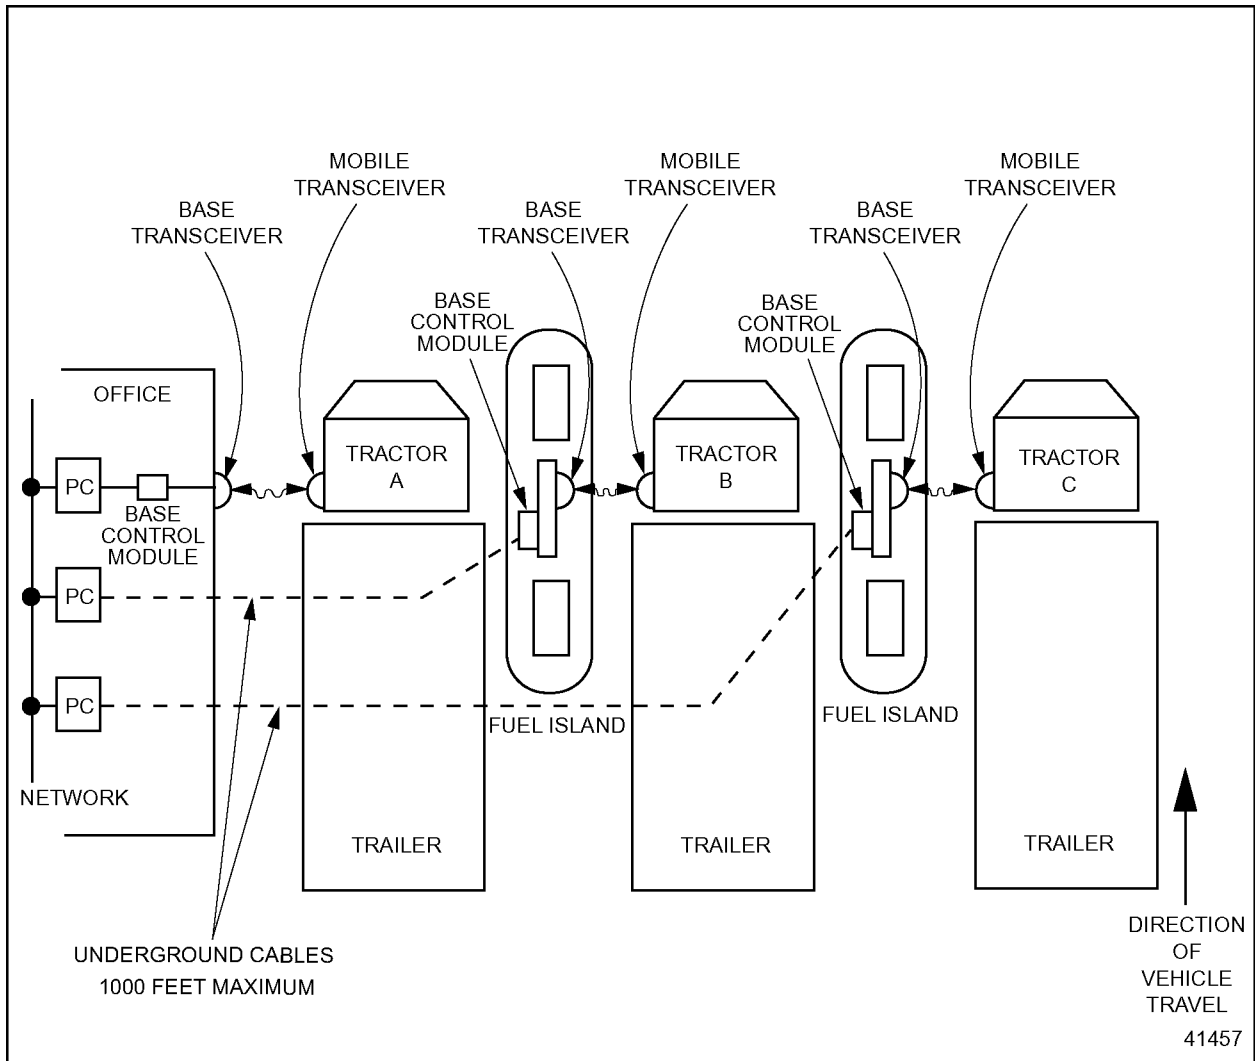 MOBILE
TRANSCEIVER
MOBILE
TRANSCEIVER
MOBILE
TRANSCEIVER
BASE
TRANSCEIVER
BASE
TRANSCEIVER
BASE
TRANSCEIVER
BASE
CONTROL
MODULE
BASE
CONTROL
MODULE
OFFICE
TRACTOR
A
TRACTOR
B
TRACTOR
C
PC
BASE
CONTROL
MODULE
PC
PC
FUEL ISLAND
FUEL ISLAND
NETWORK
TRAILER
TRAILER
TRAILER
UNDERGROUND CABLES
1000 FEET MAXIMUM
DIRECTION
OF
VEHICLE
TRAVEL
41457